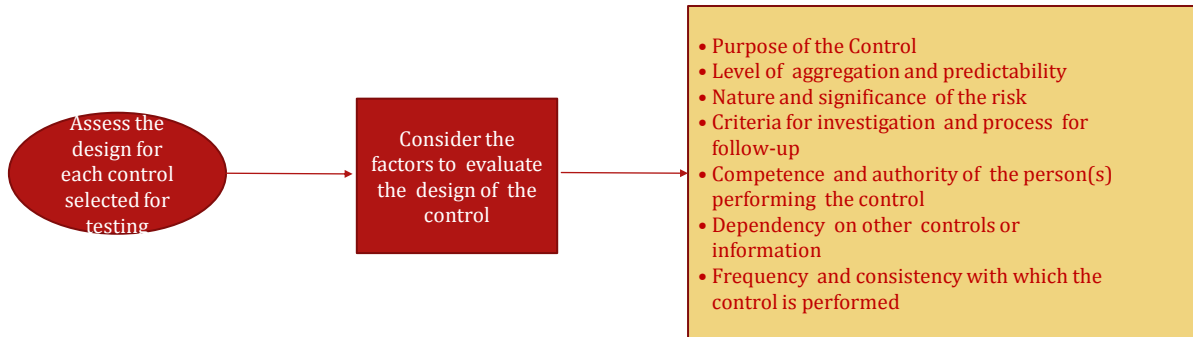 Assess the
design for
each control
selected for
testing
Consider the
factors to evaluate
the design of the
control
• Purpose of the Control
• Level of aggregation and predictability
• Nature and significance of the risk
• Criteria for investigation and process for
follow-up
• Competence and authority of the person(s)
performing the control
• Dependency on other controls or
information
• Frequency and consistency with which the
control is performed